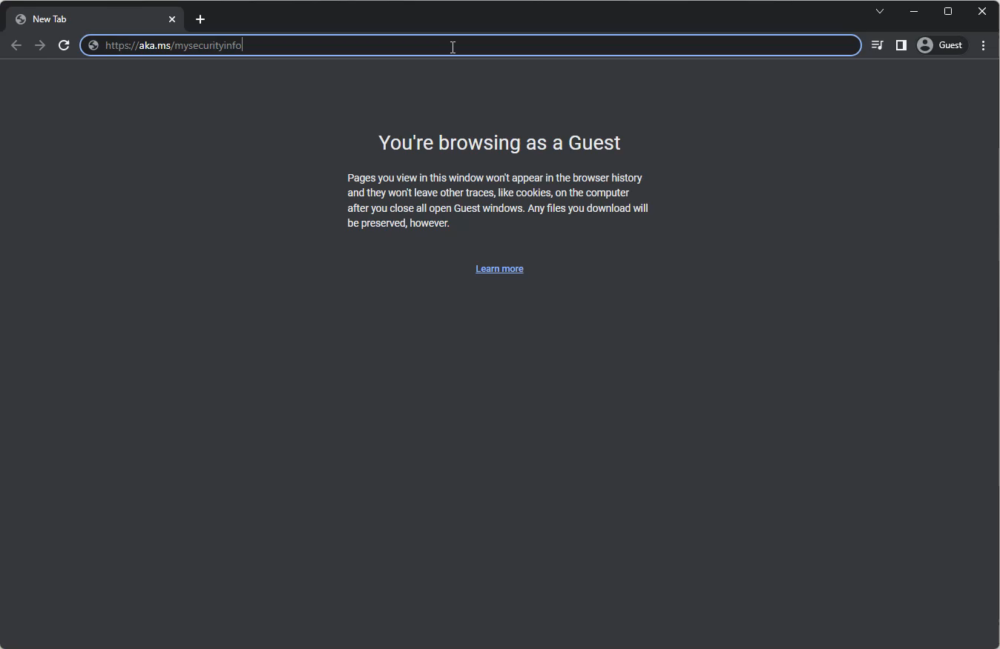 New Tab
https://aka.ms/mysecurityinfo
Guest
You're browsing as a Guest
Pages you view in this window won't appear in the browser history
and they won't leave other traces, like cookies, on the computer
after you close all open Guest windows. Any files you download will
be preserved, however.
Learn more